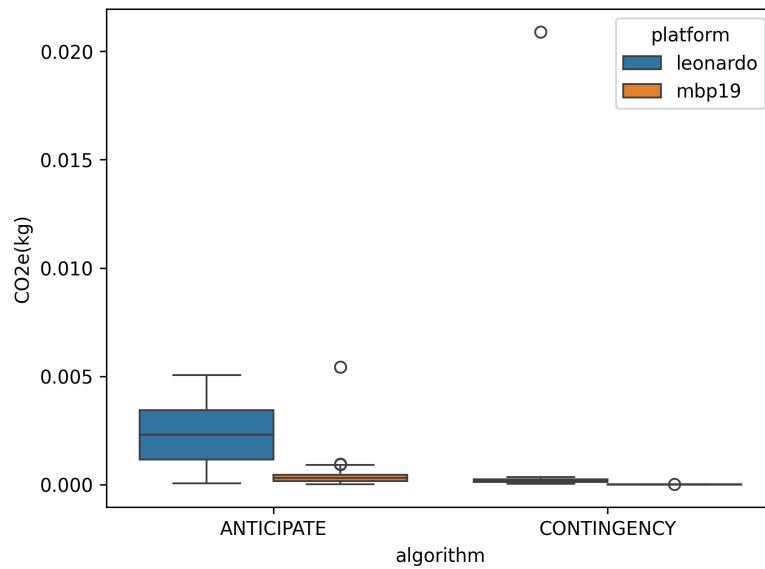 platform
leonardo
mbp19
0.020
0.015
0.010
0.005
0.000
CO2e(kg)
ANTICIPATE
CONTINGENCY
algorithm